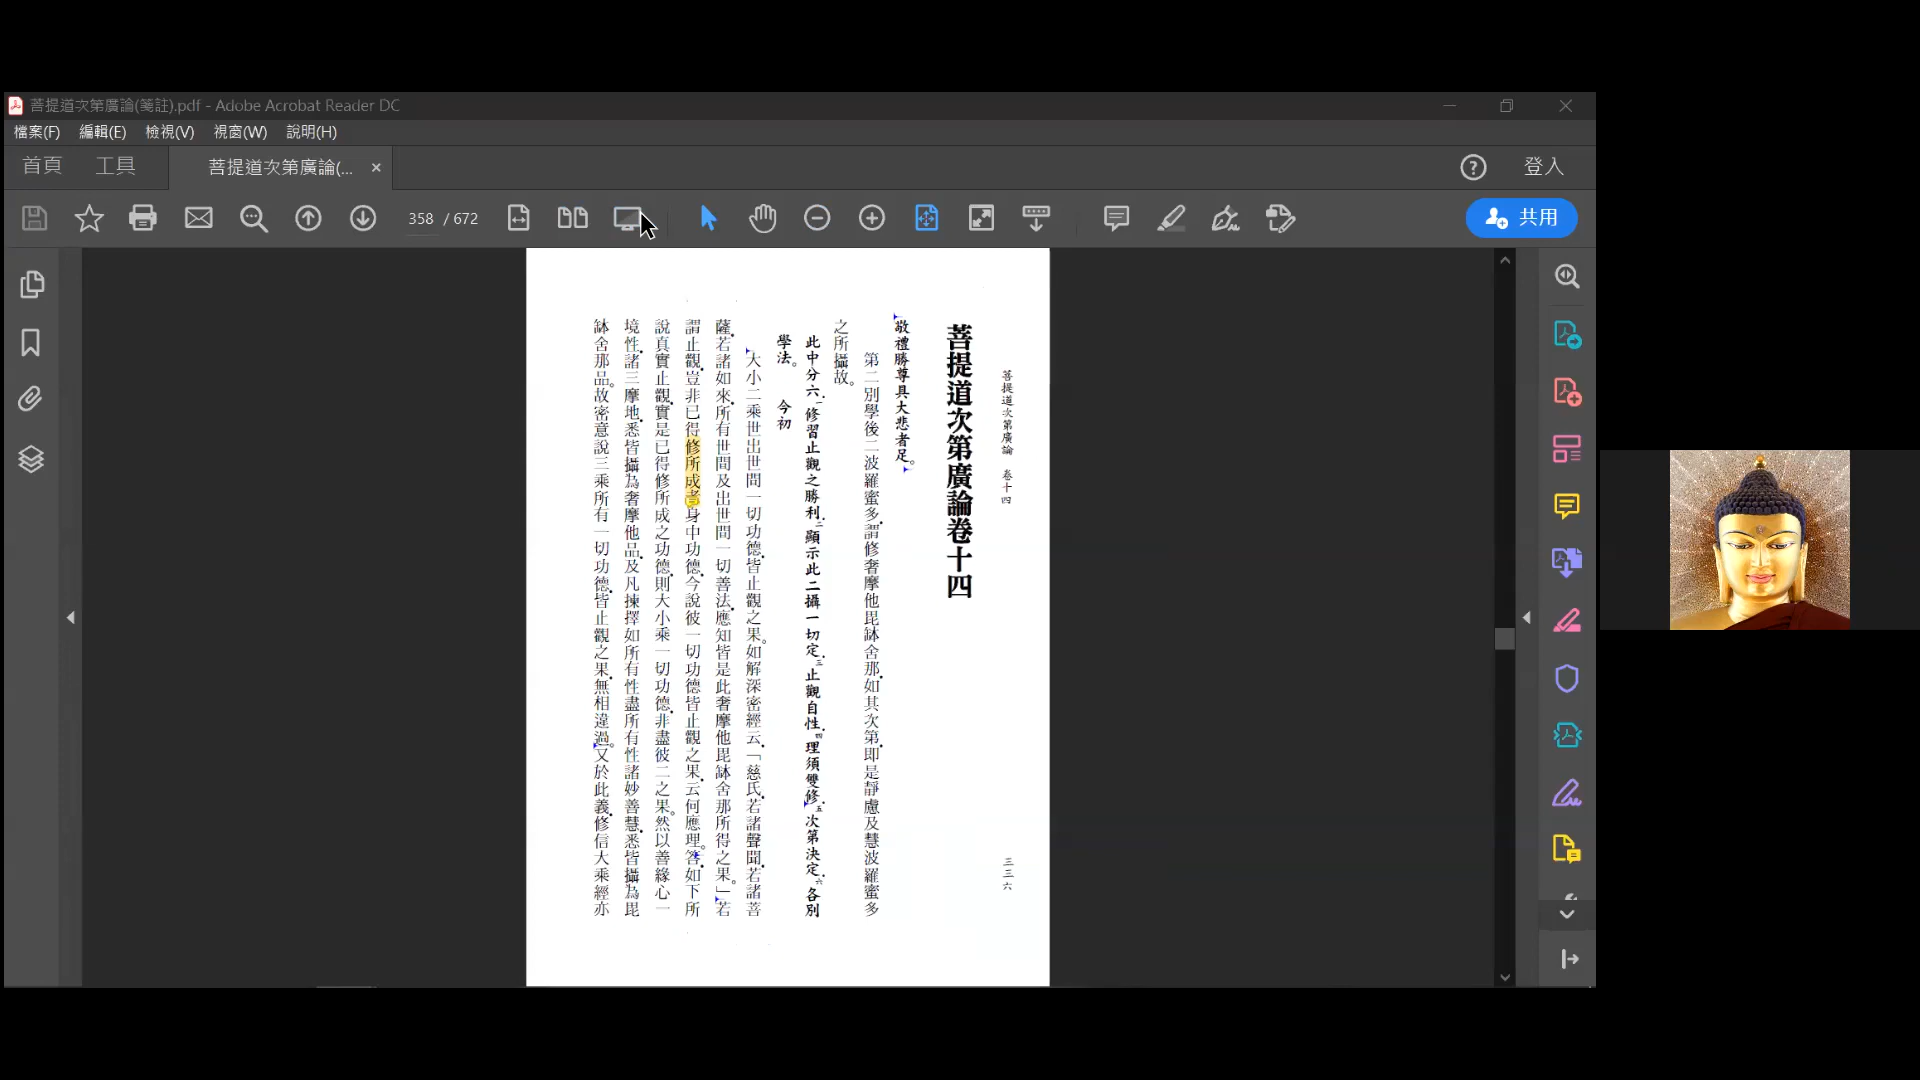 菩提道次第廣論(箋註).pdf - Adobe Acrobat Reader DC
檔案(F) 編輯(E) 檢視(V) 視窗(W) 說明(H)
首頁 工具 菩提道次第廣論(... ×
登入
358 / 672
共用
菩提道次第廣論 卷十四
三三六
菩提道次第廣論卷十四
敬禮勝尊具大悲者足。
第二別學後二波羅蜜多，謂修奢摩他毘缽舍那，如其次第，即是靜慮及慧波羅蜜多
之所攝故。
此中分六，一修習止觀之勝利，二顯示此二攝一切定，三止觀自性，四理須雙修，五次第決定，六各別
學法。 今初
大小二乘世出世間一切功德，皆止觀之果。如解深密經云，「慈氏，若諸聲聞，若諸菩
薩，若諸如來，所有世間及出世間一切善法，應知皆是此奢摩他毘缽舍那所得之果。」若
謂止觀，豈非已得修所成者身中功德，今說彼一切功德皆止觀之果，云何應理。答，如下所
說真實止觀，實是已得修所成之功德，則大小乘一切功德，非盡彼二之果。然以善緣心一
境性，諸三摩地，悉皆攝為奢摩他品，及凡揀擇如所有性盡所有性諸妙善慧，悉皆攝為毘
缽舍那品。故密意說三乘所有一切功德，皆止觀之果，無相違過。又於此義，修信大乘經亦